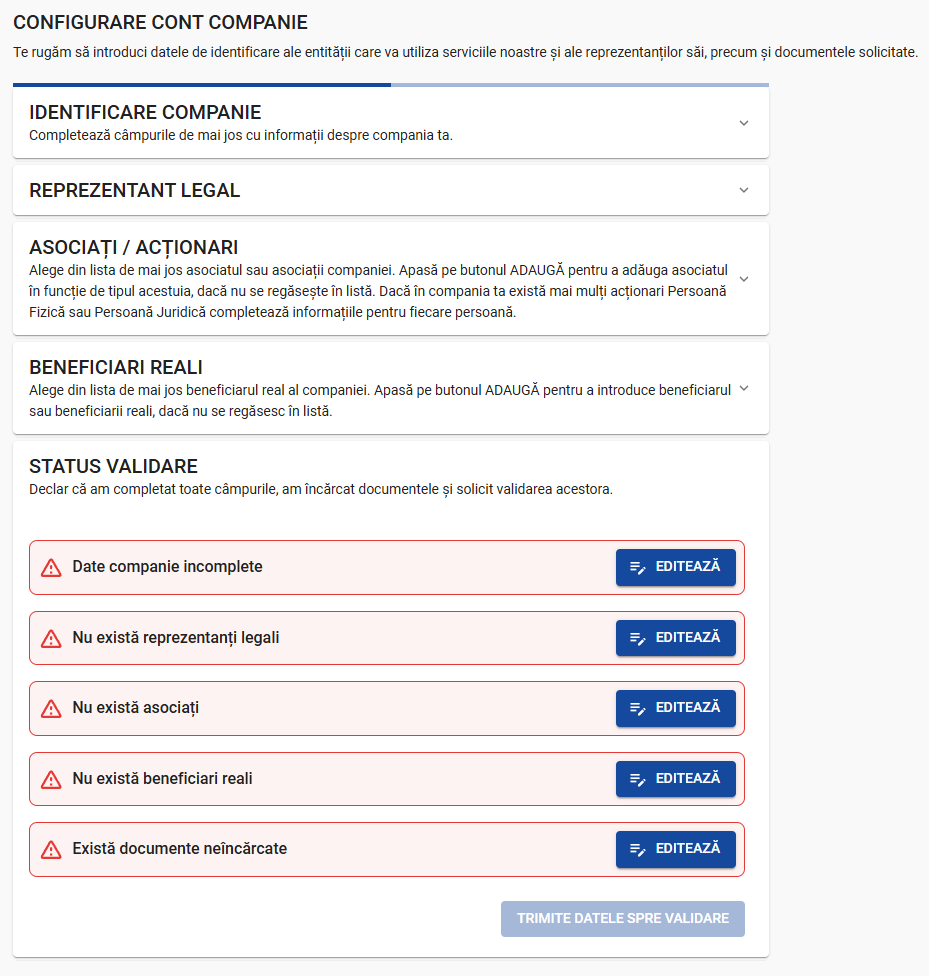 CONFIGURARE CONT COMPANIE
Te rugăm să introduci datele de identificare ale entității care va utiliza serviciile noastre și ale reprezentanților săi, precum și documentele solicitate.
IDENTIFICARE COMPANIE
Completează câmpurile de mai jos cu informații despre compania ta.
REPREZENTANT LEGAL
ASOCIAȚI / ACȚIONARI
Alege din lista de mai jos asociatul sau asociații companiei. Apasă pe butonul ADAUGĂ pentru a adăuga asociatul
în funcție de tipul acestuia, dacă nu se regăsește în listă. Dacă în compania ta există mai mulți acționari Persoană
Fizică sau Persoană Juridică completează informațiile pentru fiecare persoană.
BENEFICIARI REALI
Alege din lista de mai jos beneficiarul real al companiei. Apasă pe butonul ADAUGĂ pentru a introduce beneficiarul
sau beneficiarii reali, dacă nu se regăsesc în listă.
STATUS VALIDARE
Declar că am completat toate câmpurile, am încărcat documentele și solicit validarea acestora.
Date companie incomplete
EDITEAZĂ
Nu există reprezentanți legali
EDITEAZĂ
Nu există asociați
EDITEAZĂ
Nu există beneficiari reali
EDITEAZĂ
Există documente neîncărcate
EDITEAZĂ
TRIMITE DATELE SPRE VALIDARE